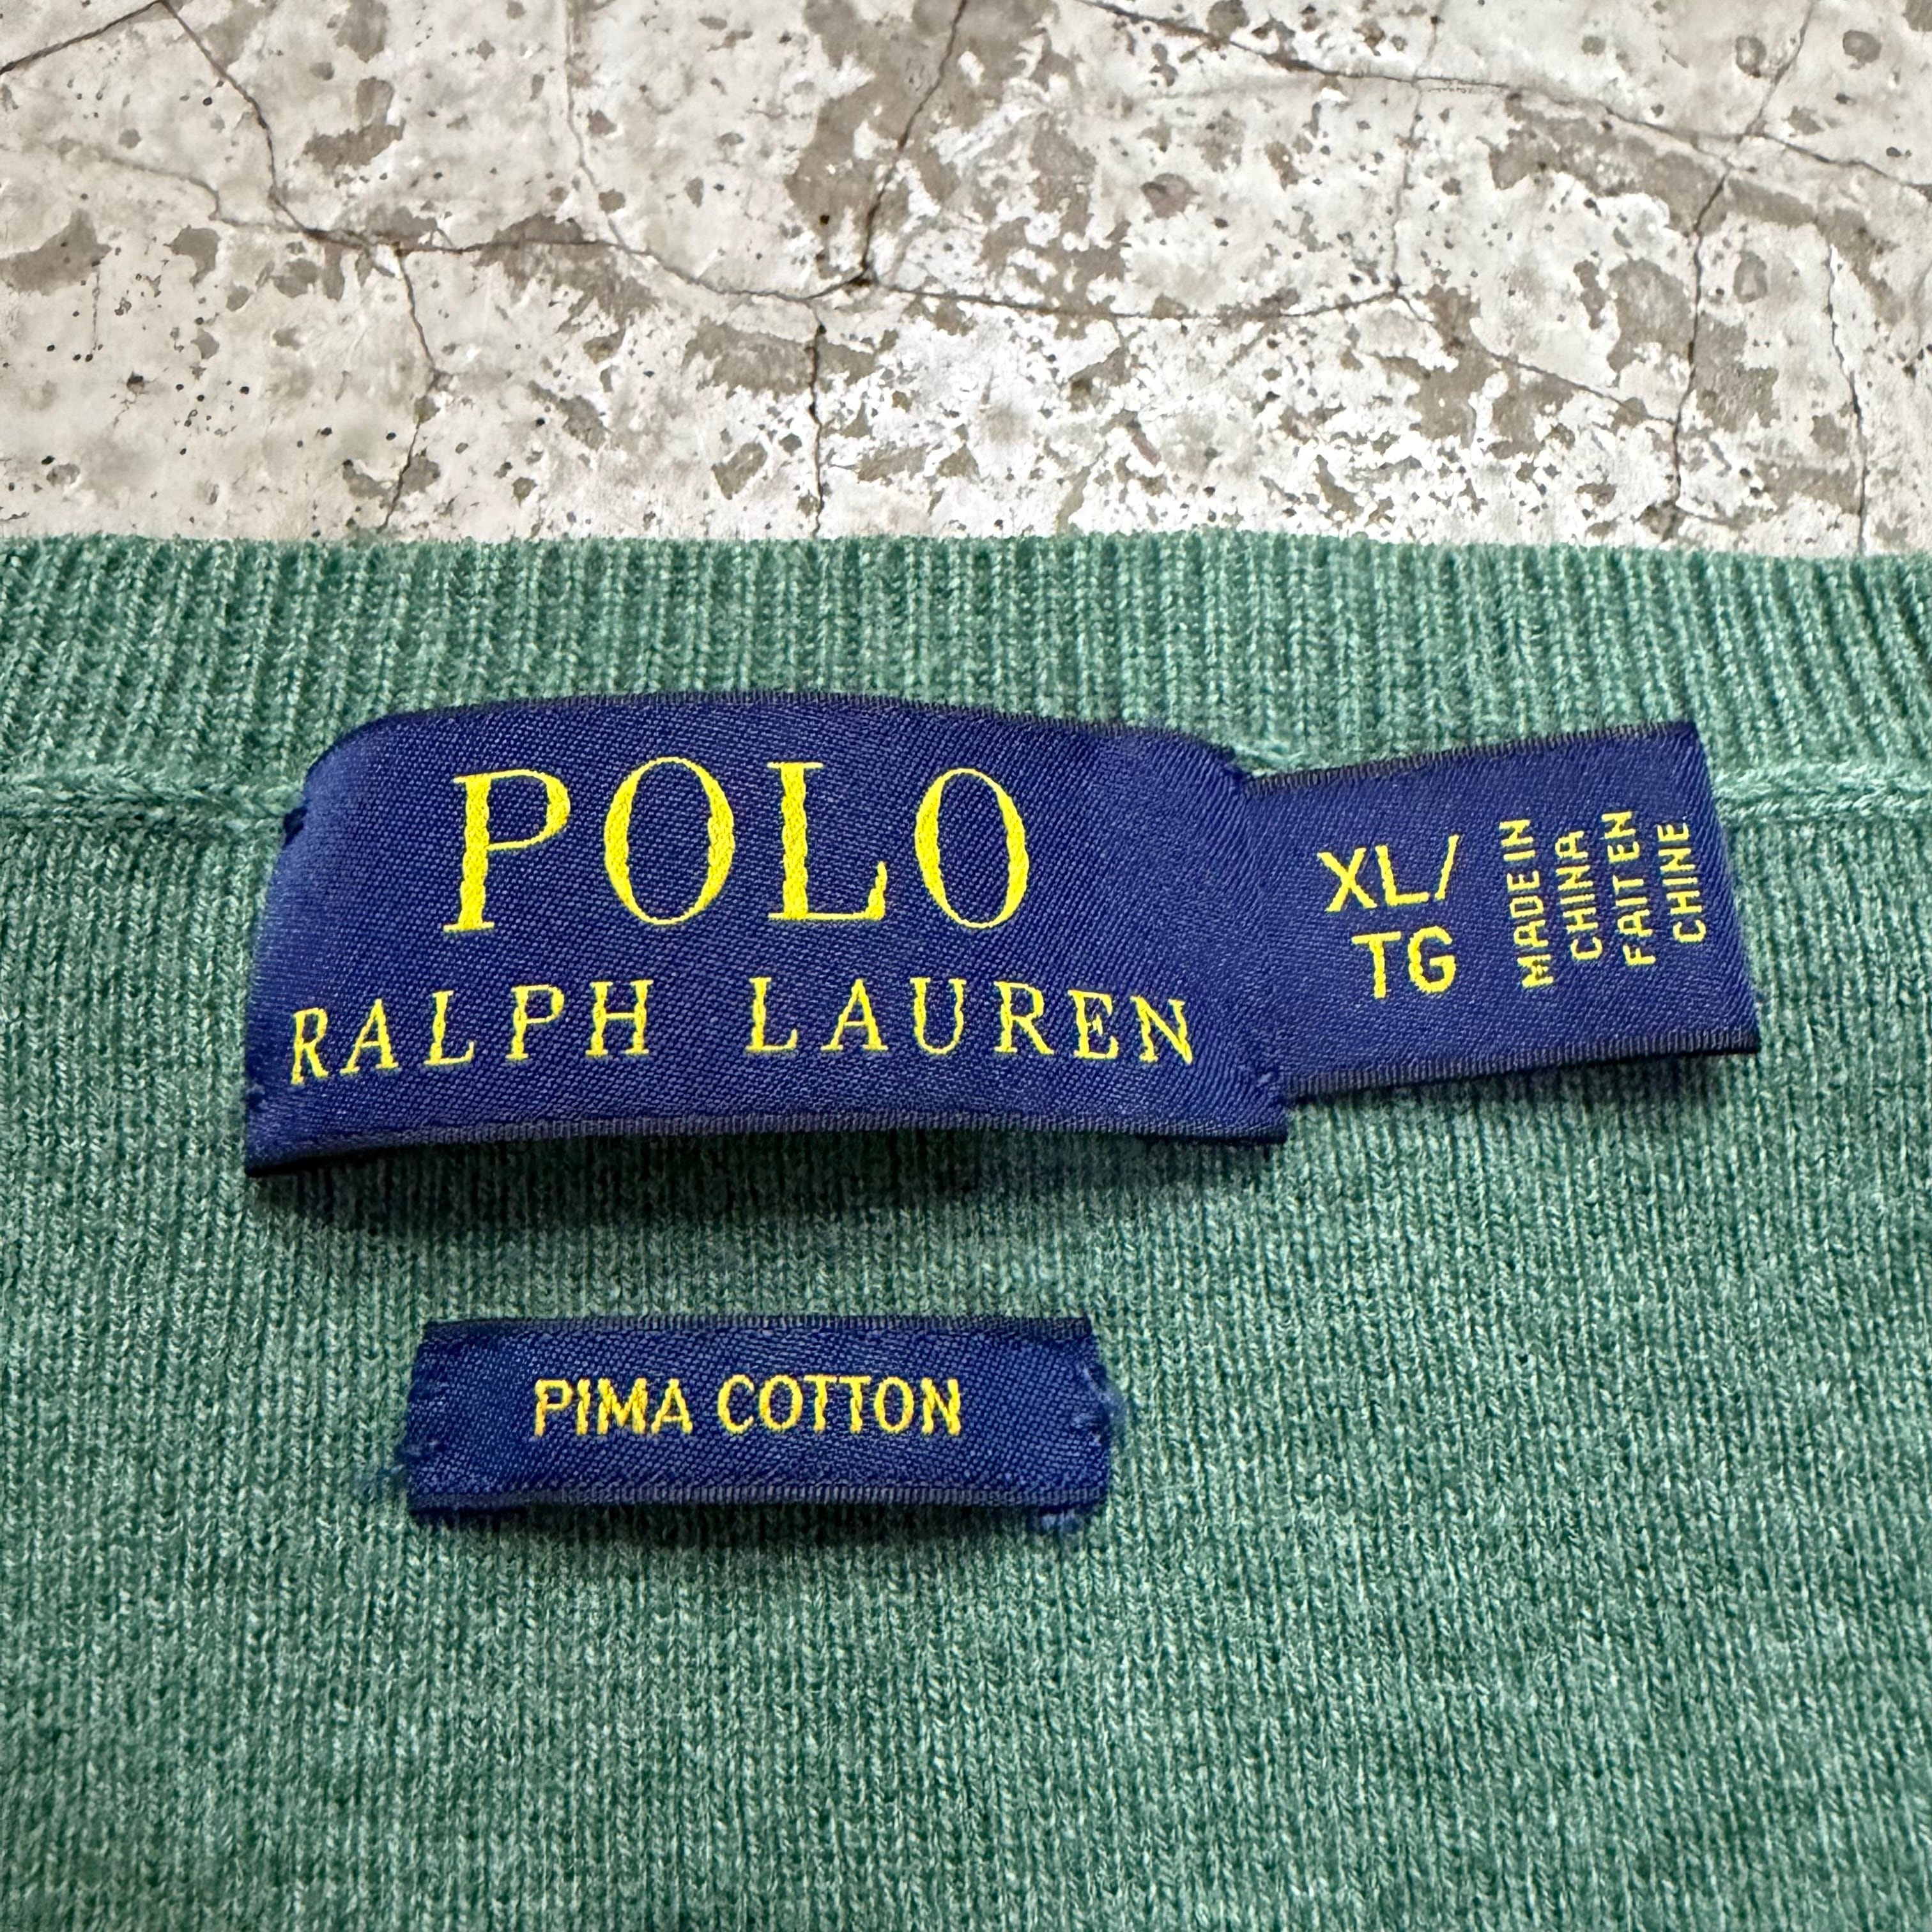 POLO
RALPH LAUREN
XL/
TG
MADE IN
CHINA
FAIT EN
CHINE
PIMA COTTON